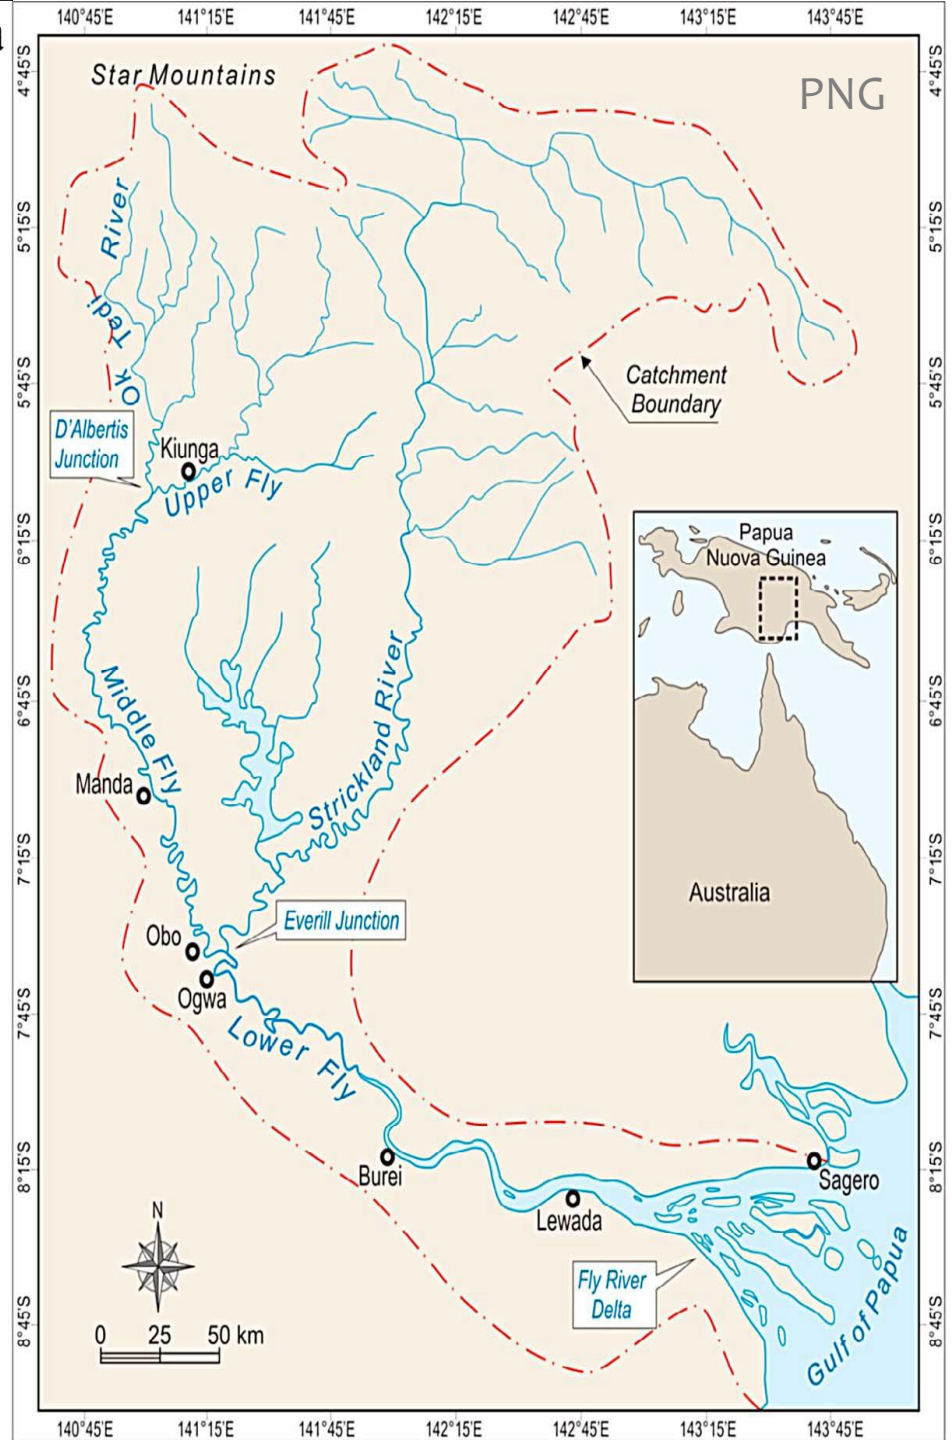 140°45'E 141°15'E 141°45'E 142°15'E 142°45'E 143°15'E 143°45'E
4°45'S
4°45'S
Star Mountains
PNG
5°15'S
5°15'S
Ok Tedi River
5°45'S
5°45'S
Catchment
Boundary
D'Albertis
Junction
Kiunga
Upper Fly
6°15'S
6°15'S
Papua
Nuova Guinea
Middle Fly
Strickland River
6°45'S
6°45'S
Manda
7°15'S
7°15'S
Australia
Everill Junction
Obo
Ogwa
7°45'S
7°45'S
Lower Fly
8°15'S
8°15'S
Burei
Sagero
Lewada
N
Fly River
Delta
Gulf of Papua
8°45'S
8°45'S
0 25 50 km
140°45'E 141°15'E 141°45'E 142°15'E 142°45'E 143°15'E 143°45'E